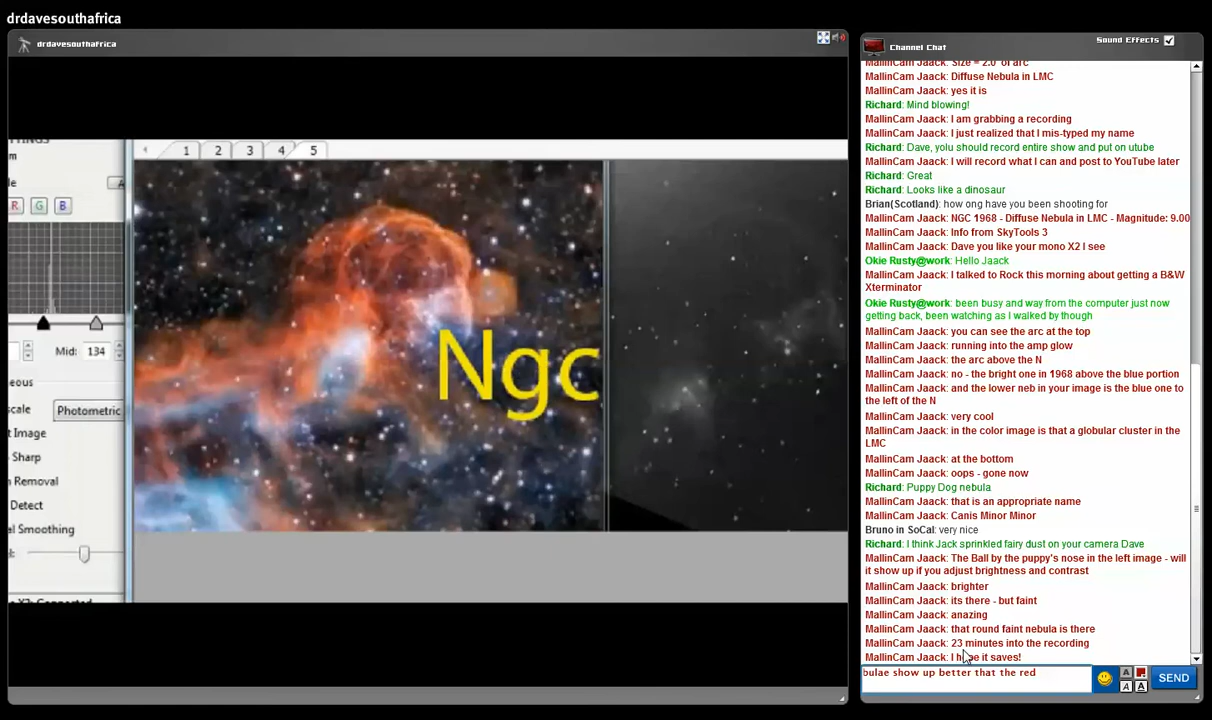 drdavesouthafrica
drdavesouthafrica
Channel Chat
Sound Effects
1 2 3 4 5
R G B
Mid: 134
Photometric
t Image
Sharp
Removal
Detect
al Smoothing
Ngc
MallinCam Jaack: Size = 2.0' of arc
MallinCam Jaack: Diffuse Nebula in LMC
MallinCam Jaack: yes it is
Richard: Mind blowing!
MallinCam Jaack: I am grabbing a recording
MallinCam Jaack: I just realized that I mis-typed my name
Richard: Dave, yolu should record entire show and put on utube
MallinCam Jaack: I will record what I can and post to YouTube later
Richard: Great
Richard: Looks like a dinosaur
Brian(Scotland): how ong have you been shooting for
MallinCam Jaack: NGC 1968 - Diffuse Nebula in LMC - Magnitude: 9.00
MallinCam Jaack: Info from SkyTools 3
MallinCam Jaack: Dave you like your mono X2 I see
Okie Rusty@work: Hello Jaack
MallinCam Jaack: I talked to Rock this morning about getting a B&W
Xterminator
Okie Rusty@work: been busy and way from the computer just now
getting back, been watching as I walked by though
MallinCam Jaack: you can see the arc at the top
MallinCam Jaack: running into the amp glow
MallinCam Jaack: the arc above the N
MallinCam Jaack: no - the bright one in 1968 above the blue portion
MallinCam Jaack: and the lower neb in your image is the blue one to
the left of the N
MallinCam Jaack: very cool
MallinCam Jaack: in the color image is that a globular cluster in the
LMC
MallinCam Jaack: at the bottom
MallinCam Jaack: oops - gone now
Richard: Puppy Dog nebula
MallinCam Jaack: that is an appropriate name
MallinCam Jaack: Canis Minor Minor
Bruno in SoCal: very nice
Richard: I think Jack sprinkled fairy dust on your camera Dave
MallinCam Jaack: The Ball by the puppy's nose in the left image - will
it show up if you adjust brightness and contrast
MallinCam Jaack: brighter
MallinCam Jaack: its there - but faint
MallinCam Jaack: anazing
MallinCam Jaack: that round faint nebula is there
MallinCam Jaack: 23 minutes into the recording
MallinCam Jaack: I hope it saves!
bulae show up better that the red
A
A A
SEND